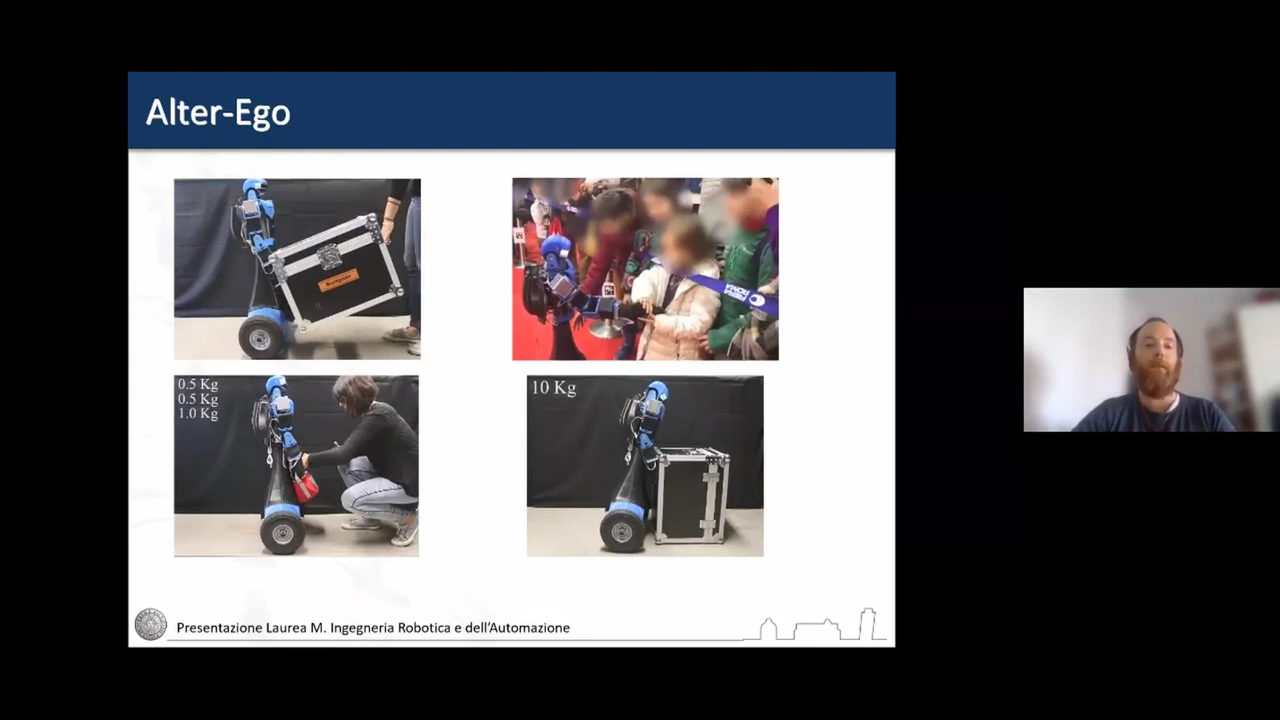 Alter-Ego
0.5 Kg
0.5 Kg
1.0 Kg
10 Kg
Presentazione Laurea M. Ingegneria Robotica e dell'Automazione